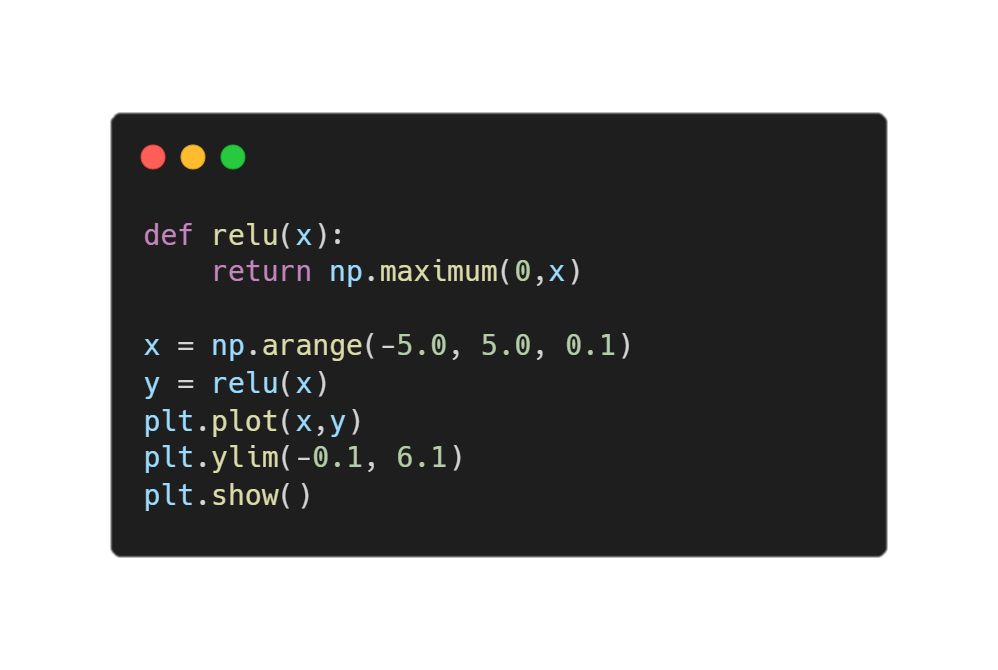 def relu(x):
    return np.maximum(0,x)

x = np.arange(-5.0, 5.0, 0.1)
y = relu(x)
plt.plot(x,y)
plt.ylim(-0.1, 6.1)
plt.show()